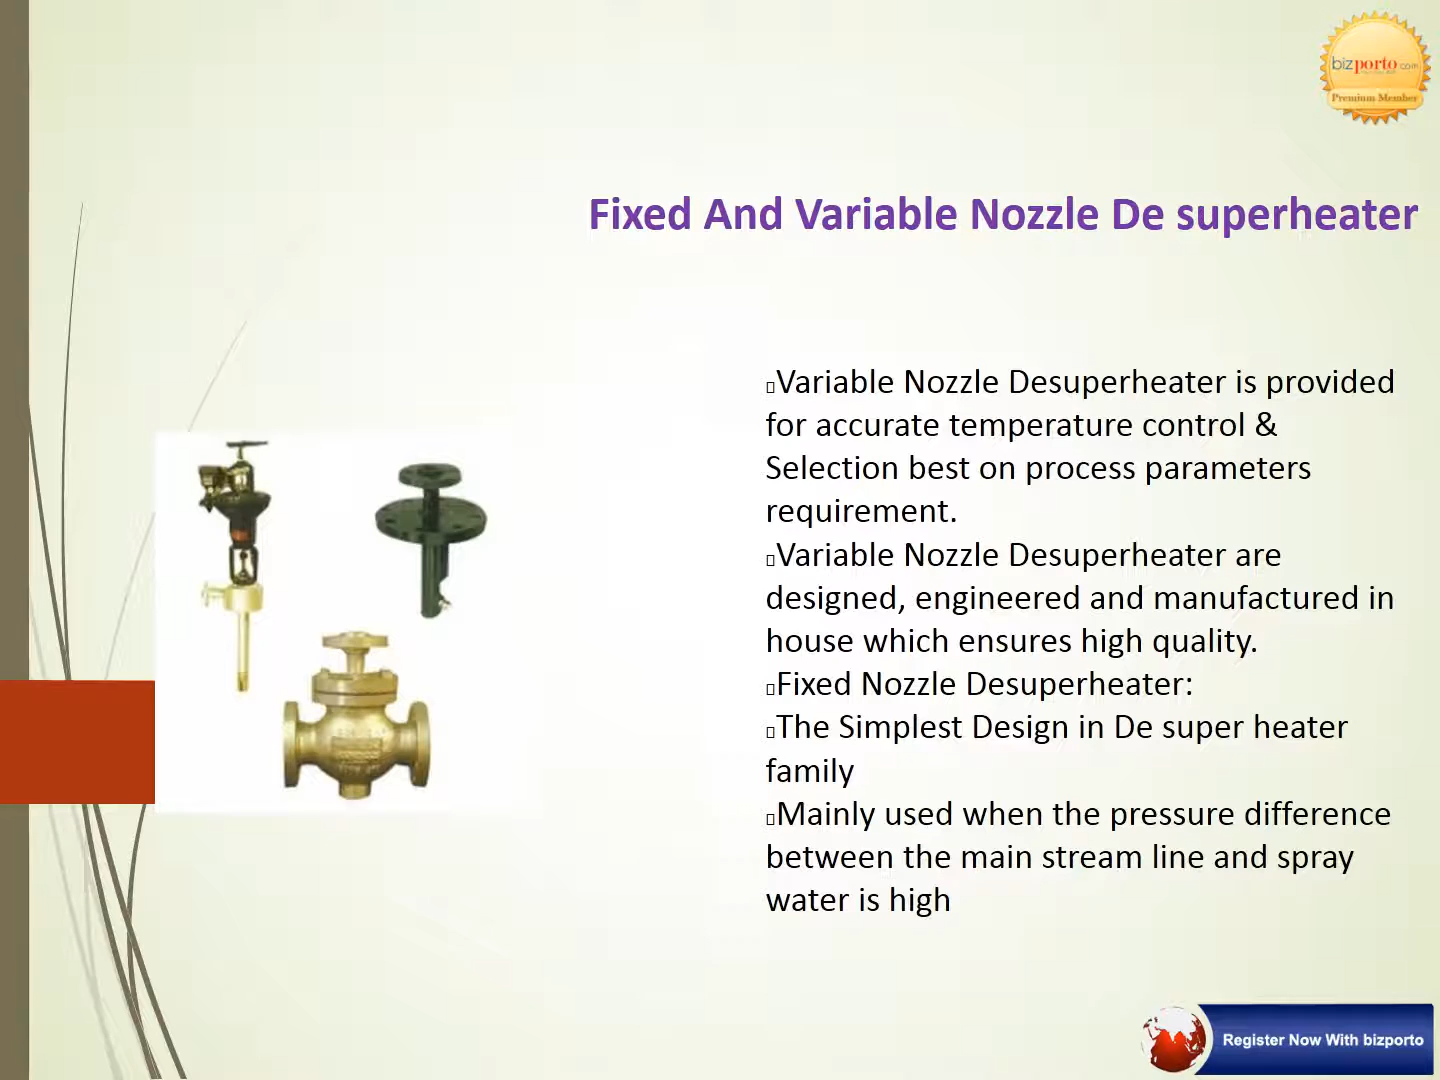 bizporto.com
Premium Member
Fixed And Variable Nozzle De superheater
Variable Nozzle Desuperheater is provided
for accurate temperature control &
Selection best on process parameters
requirement.
Variable Nozzle Desuperheater are
designed, engineered and manufactured in
house which ensures high quality.
Fixed Nozzle Desuperheater:
The Simplest Design in De super heater
family
Mainly used when the pressure difference
between the main stream line and spray
water is high
Register Now With bizporto